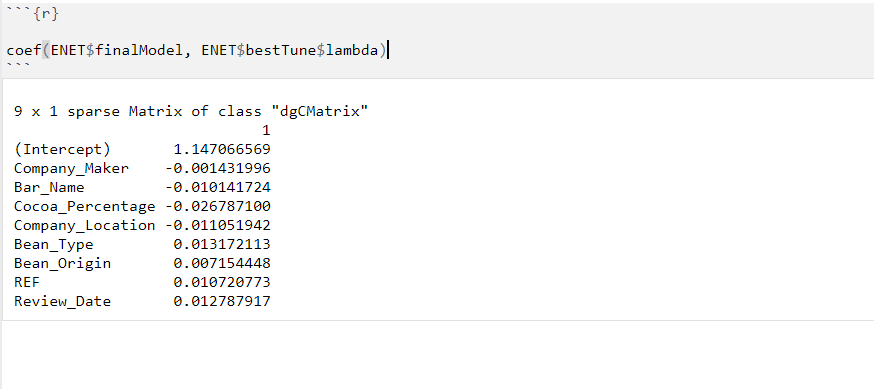 ```{r}
coef(ENET$finalModel, ENET$bestTune$lambda)
```
9 x 1 sparse Matrix of class "dgCMatrix"
1
(Intercept) 1.147066569
Company_Maker -0.001431996
Bar_Name -0.010141724
Cocoa_Percentage -0.026787100
Company_Location -0.011051942
Bean_Type 0.013172113
Bean_Origin 0.007154448
REF 0.010720773
Review_Date 0.012787917